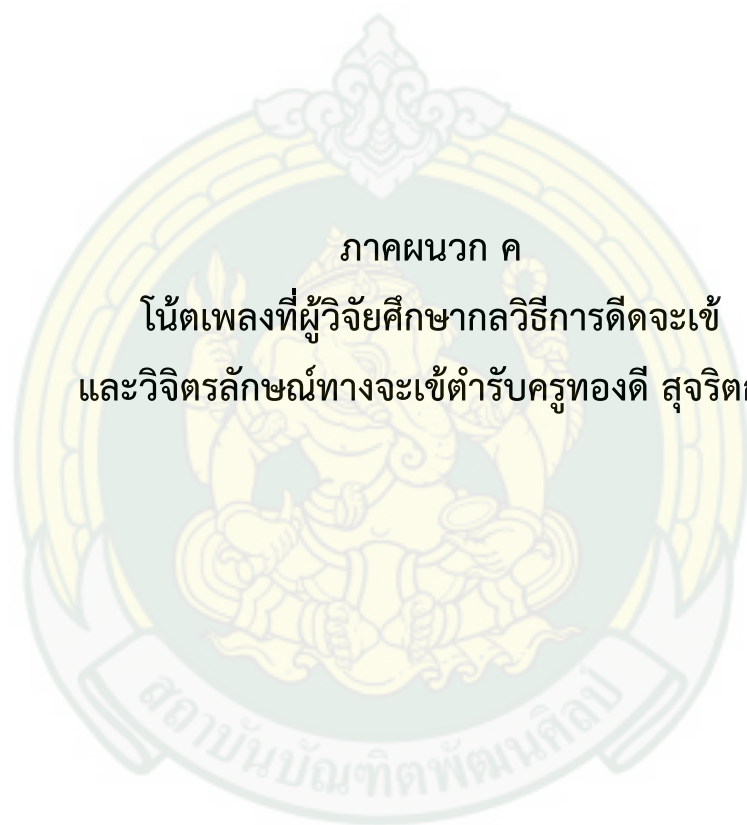 ภาคผนวก ค
โน้ตเพลงที่ผู้วิจัยศึกษากลวิธีการดีดจะเข้
และวิจิตรลักษณ์ทางจะเข้ตำรับครูทองดี
สถาบันบัณฑิตพัฒนศิลป์